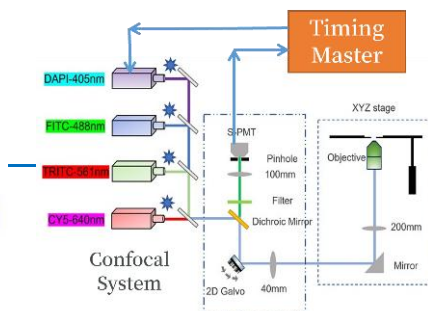 Timing
Master
DAPI-405nm
FITC-488nm
TRITC-561nm
CY5-640nm
Confocal
System
S-PMT
Pinhole
100mm
Filter
Dichroic Mirror
2D Galvo
40mm
XYZ stage
Objective
200mm
Mirror